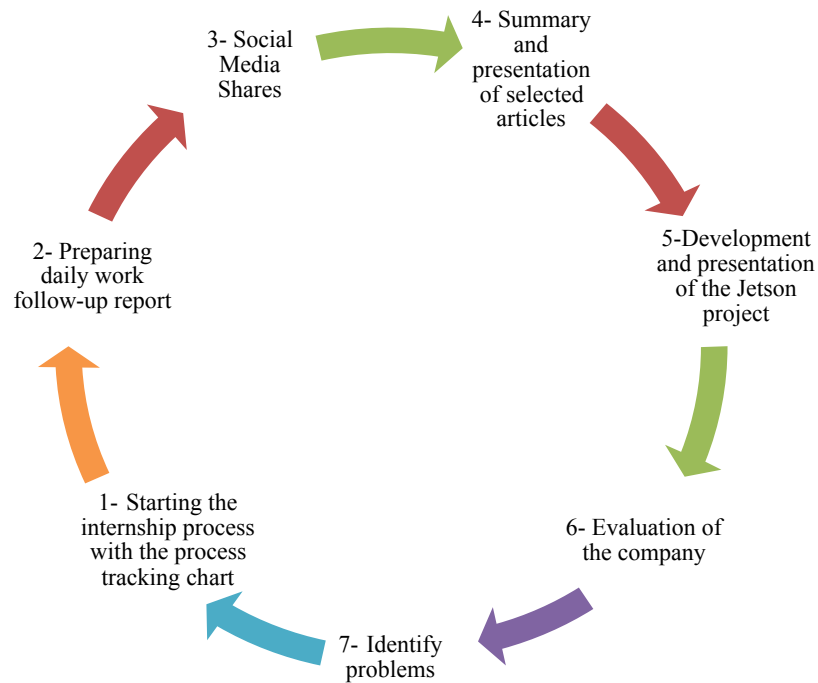 3- Social
Media
Shares
4- Summary
and
presentation
of selected
articles
2- Preparing
daily work
follow-up report
5-Development
and presentation
of the Jetson
project
1- Starting the
internship process
with the process
tracking chart
6- Evaluation of
the company
7- Identify
problems